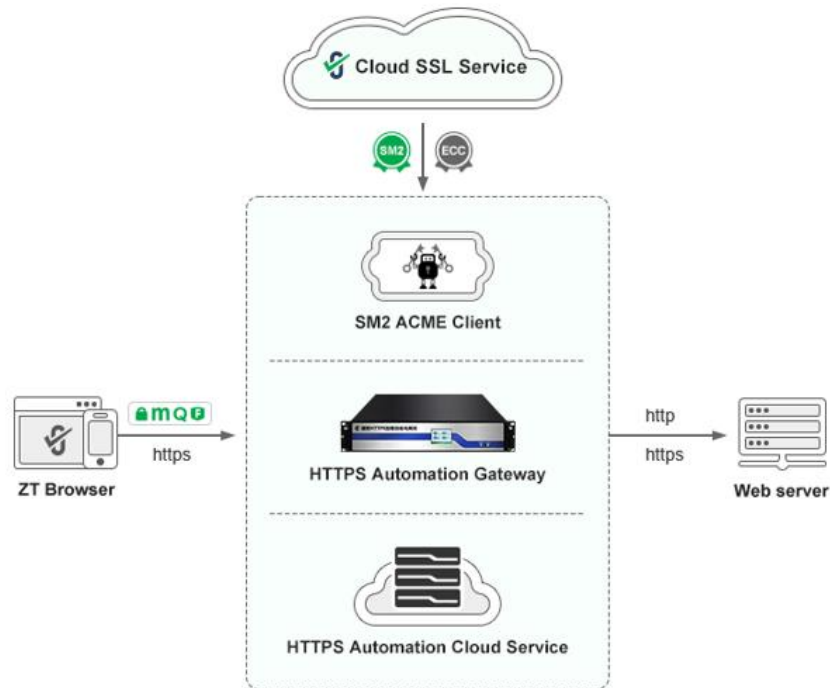 Cloud SSL Service
SM2
ECC
SM2 ACME Client
m Q
https
ZT Browser
HTTPS Automation Gateway
http
https
Web server
HTTPS Automation Cloud Service